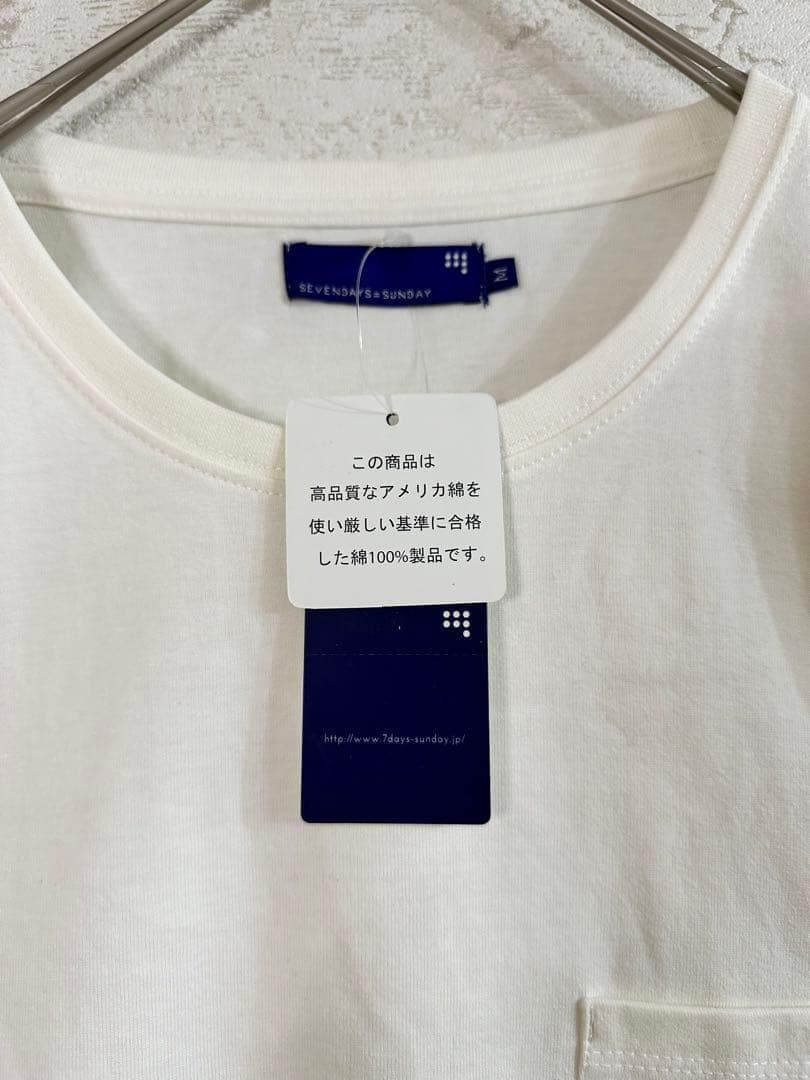 SEVENDAYS=SUNDAY
M
この商品は
高品質なアメリカ綿を
使い厳しい基準に合格
した綿100%製品です。
http://www.7days-sunday.jp/